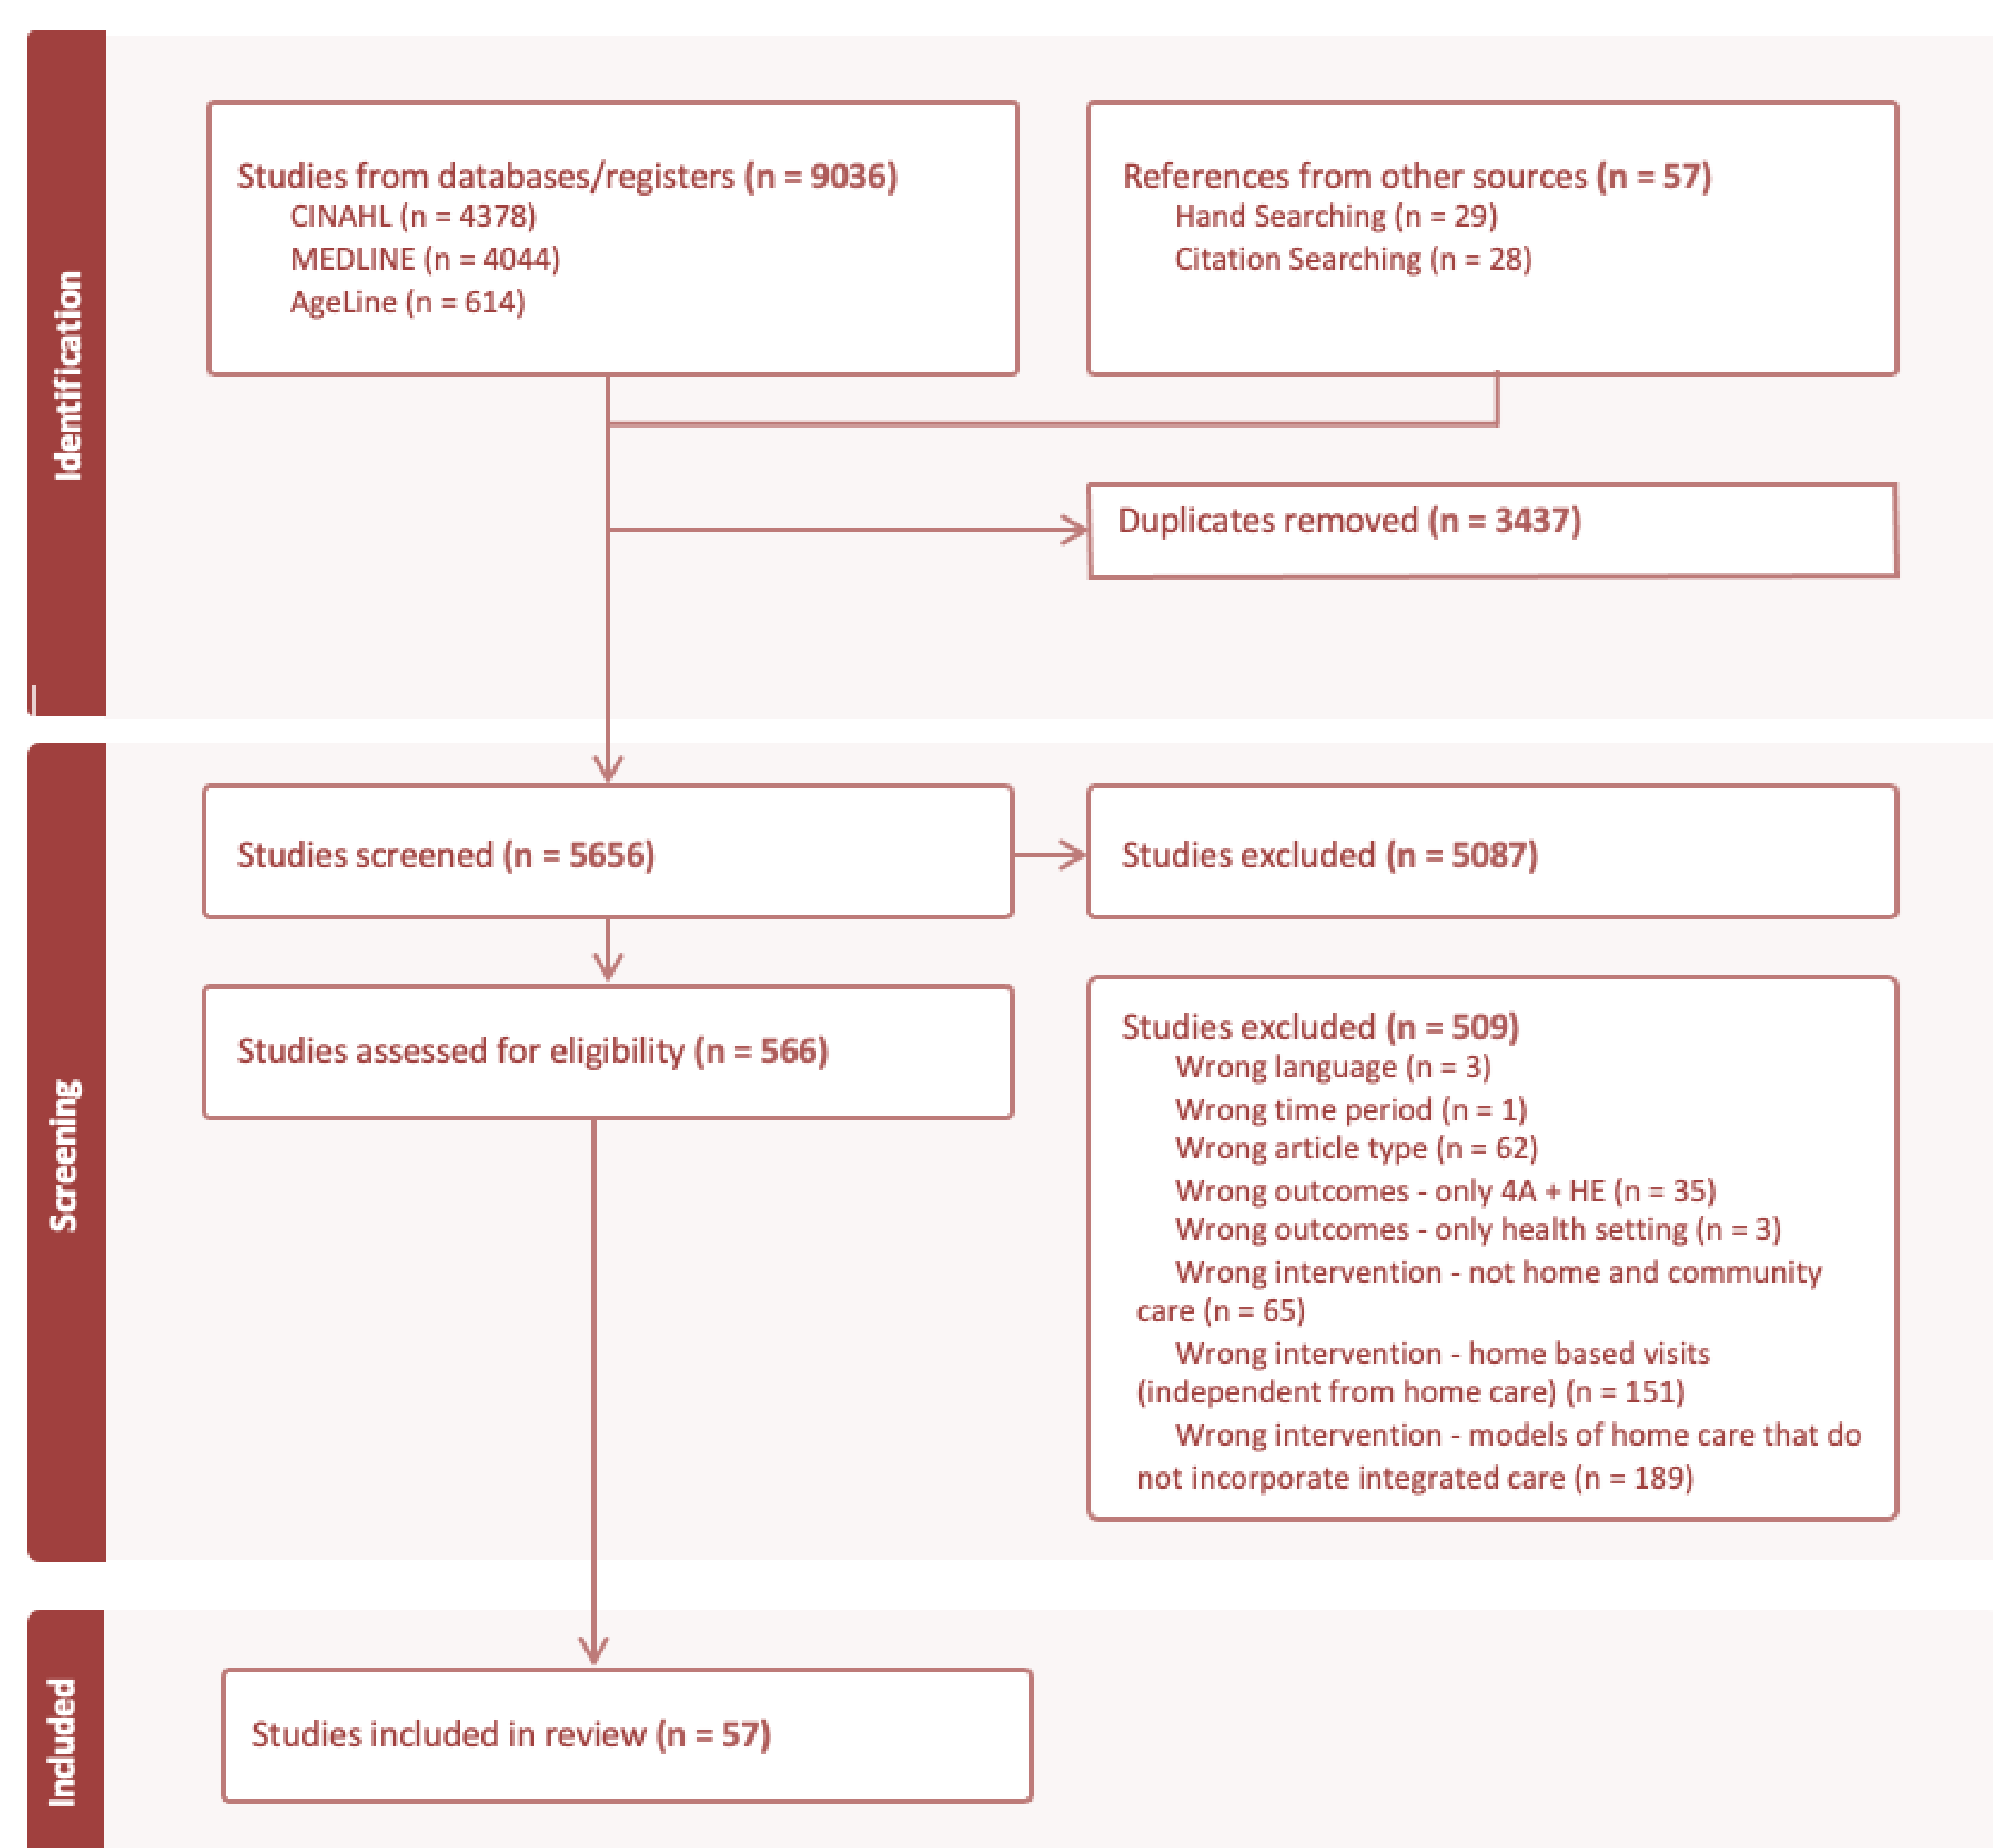 Identification
Studies from databases/registers (n = 9036)
CINAHL (n = 4378)
MEDLINE (n = 4044)
AgeLine (n = 614)
References from other sources (n = 57)
Hand Searching (n = 29)
Citation Searching (n = 28)
Duplicates removed (n = 3437)
Screening
Studies screened (n = 5656)
Studies excluded (n = 5087)
Studies assessed for eligibility (n = 566)
Studies excluded (n = 509)
Wrong language (n = 3)
Wrong time period (n = 1)
Wrong article type (n = 62)
Wrong outcomes - only 4A + HE (n = 35)
Wrong outcomes - only health setting (n = 3)
Wrong intervention - not home and community
care (n = 65)
Wrong intervention - home based visits
(independent from home care) (n = 151)
Wrong intervention - models of home care that do
not incorporate integrated care (n = 189)
Included
Studies included in review (n = 57)